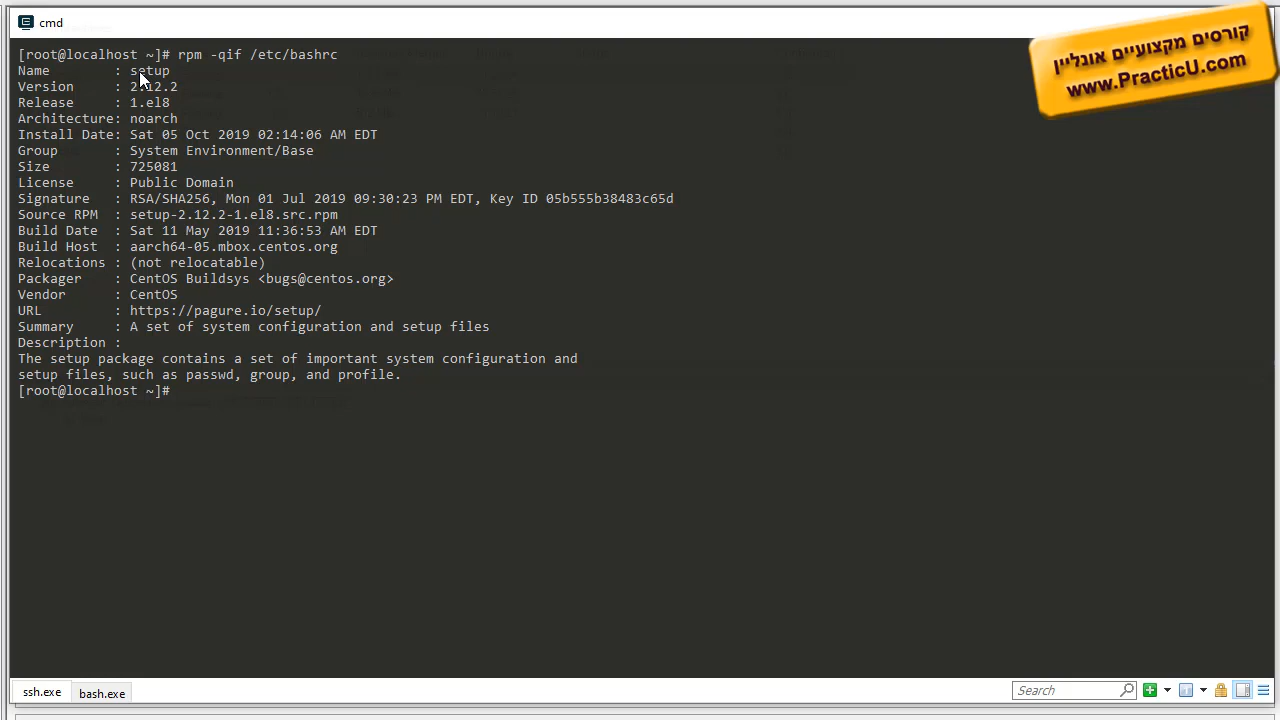 cmd
קורסים מקצועיים אונליין
www.PracticU.com
[root@localhost ~]# rpm -qif /etc/bashrc
Name        : setup
Version     : 2.12.2
Release     : 1.el8
Architecture: noarch
Install Date: Sat 05 Oct 2019 02:14:06 AM EDT
Group       : System Environment/Base
Size        : 725081
License     : Public Domain
Signature   : RSA/SHA256, Mon 01 Jul 2019 09:30:23 PM EDT, Key ID 05b555b38483c65d
Source RPM  : setup-2.12.2-1.el8.src.rpm
Build Date  : Sat 11 May 2019 11:36:53 AM EDT
Build Host  : aarch64-05.mbox.centos.org
Relocations : (not relocatable)
Packager    : CentOS Buildsys <bugs@centos.org>
Vendor      : CentOS
URL         : https://pagure.io/setup/
Summary     : A set of system configuration and setup files
Description :
The setup package contains a set of important system configuration and
setup files, such as passwd, group, and profile.
[root@localhost ~]#
ssh.exe
bash.exe
Search